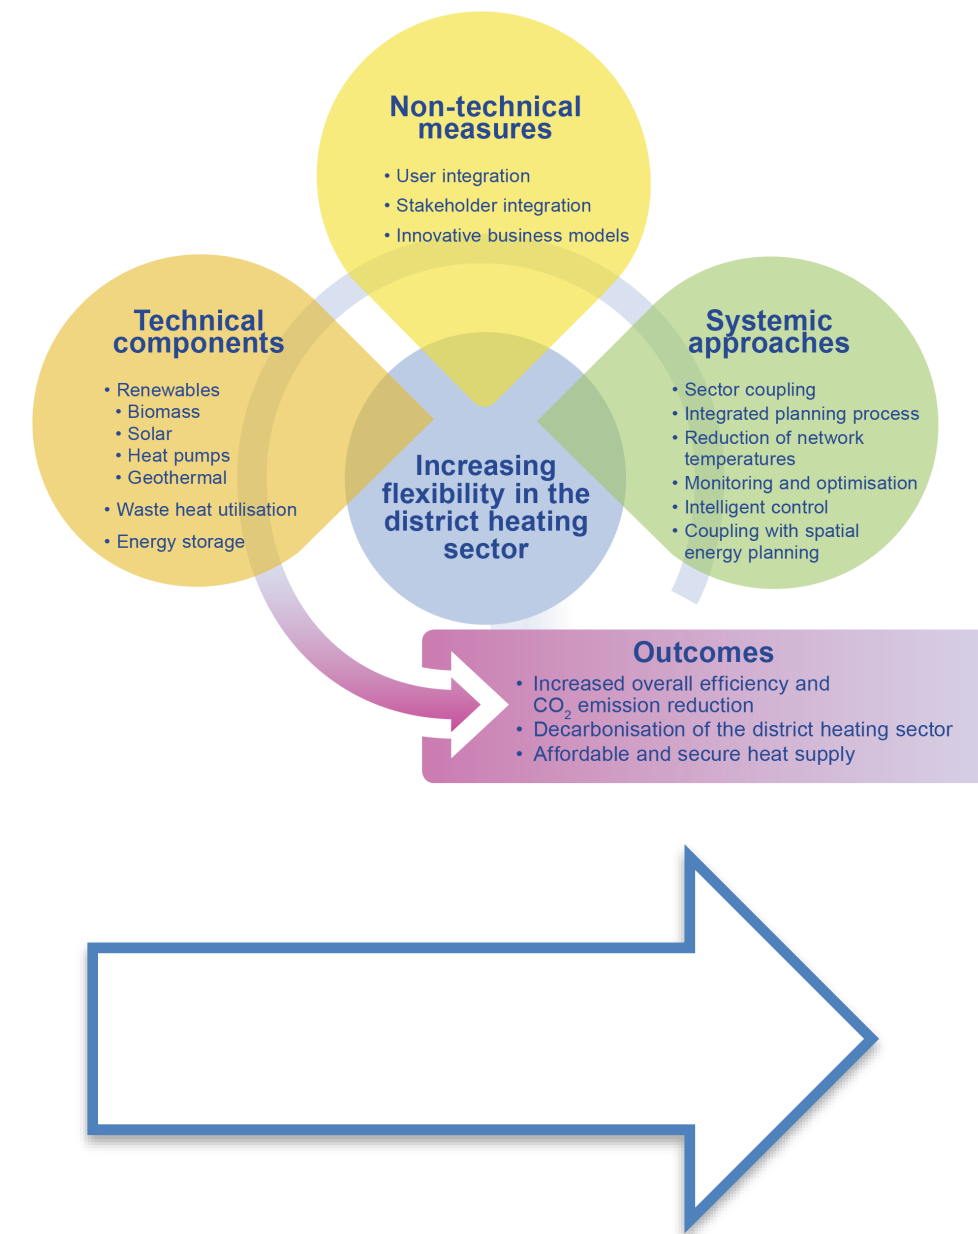 Non-technical
measures
• User integration
• Stakeholder integration
• Innovative business models
Technical
components
• Renewables
• Biomass
• Solar
• Heat pumps
• Geothermal
• Waste heat utilisation
• Energy storage
Systemic
approaches
• Sector coupling
• Integrated planning process
• Reduction of network
temperatures
• Monitoring and optimisation
• Intelligent control
• Coupling with spatial
energy planning
Increasing
flexibility in the
district heating
sector
Outcomes
• Increased overall efficiency and
CO2 emission reduction
• Decarbonisation of the district heating sector
• Affordable and secure heat supply